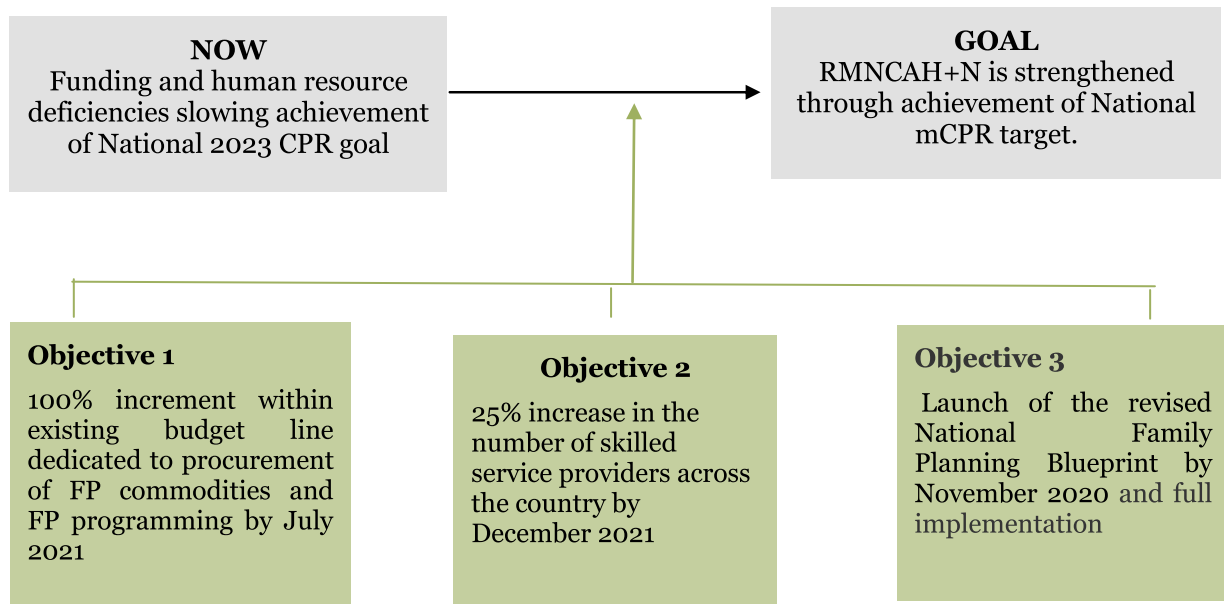 NOW
Funding and human resource
deficiencies slowing achievement
of National 2023 CPR goal
GOAL
RMNCAH+N is strengthened
through achievement of National
mCPR target.
Objective 1
100% increment within
existing budget line
dedicated to procurement
of FP commodities and
FP programming by July
2021
Objective 2
25% increase in the
number of skilled
service providers across
the country by
December 2021
Objective 3
Launch of the revised
National Family
Planning Blueprint by
November 2020 and full
implementation